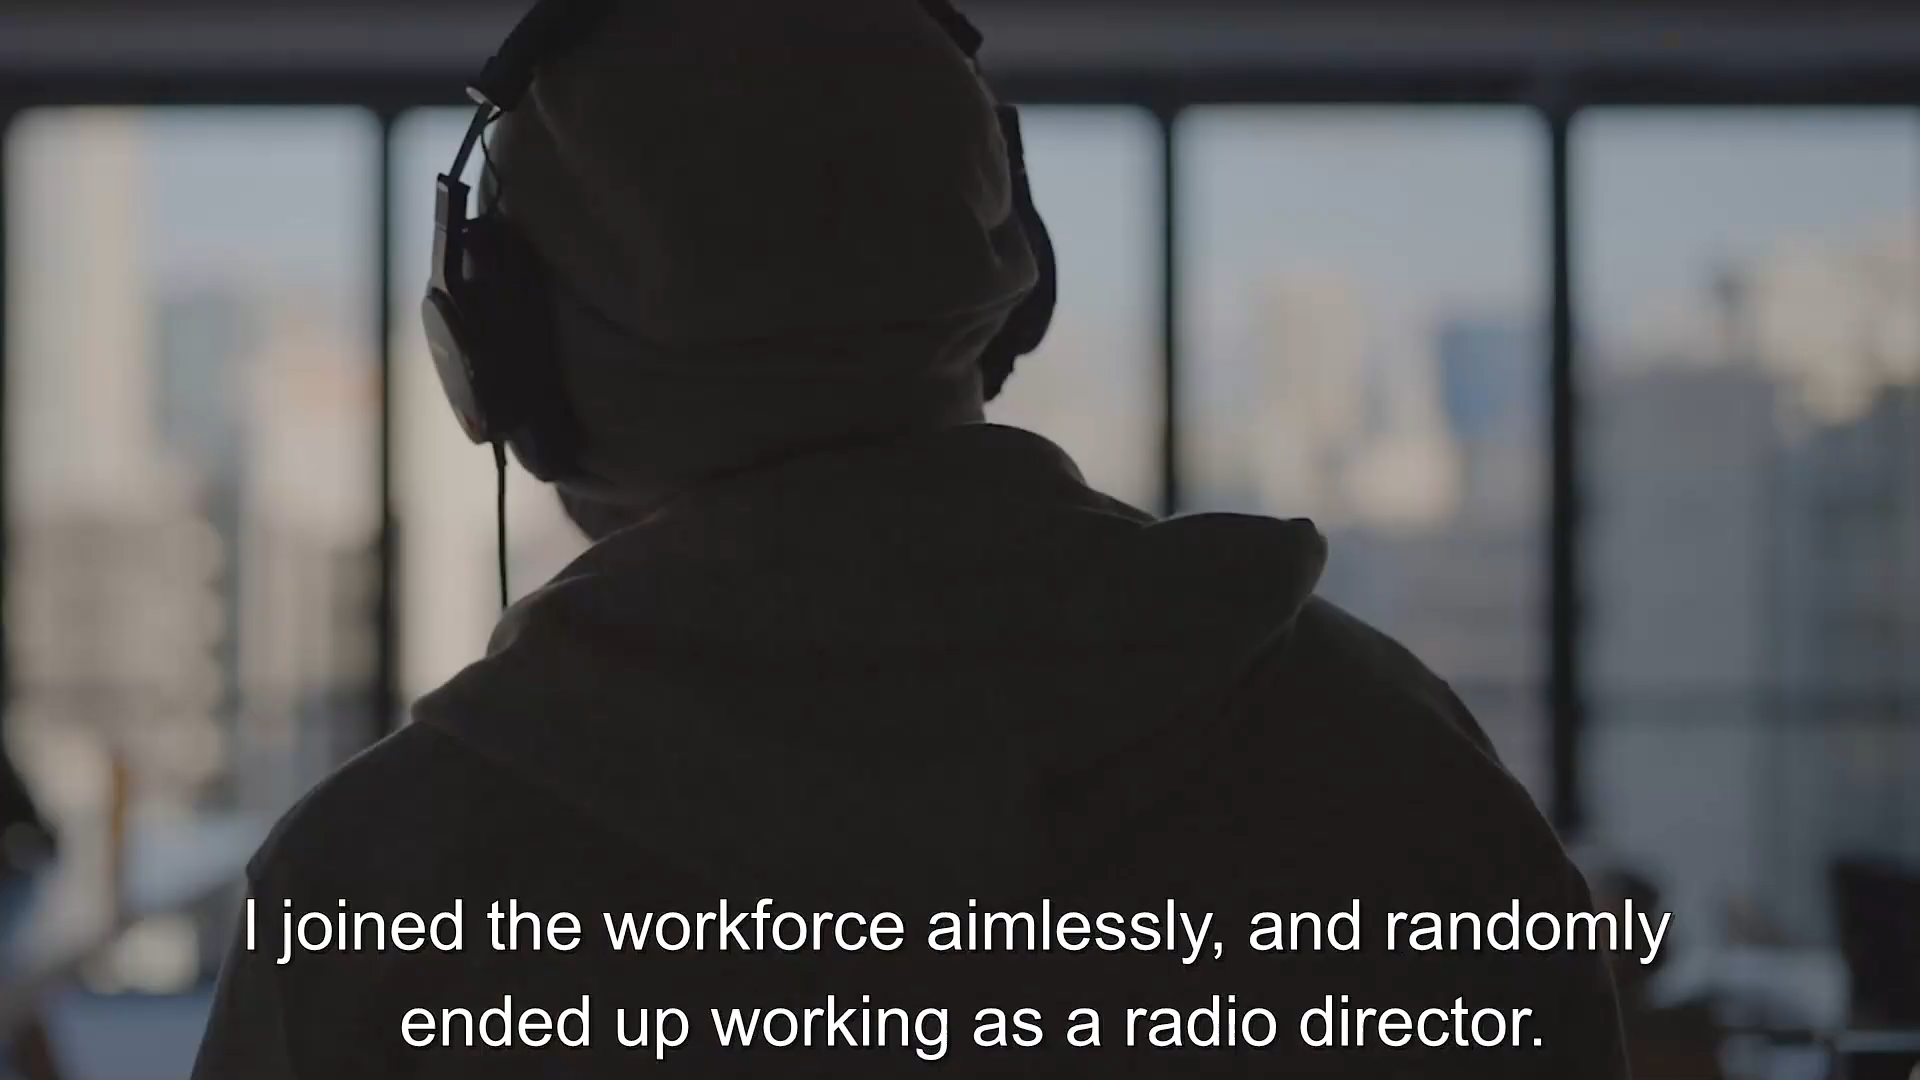 I joined the workforce aimlessly, and randomly
ended up working as a radio director.